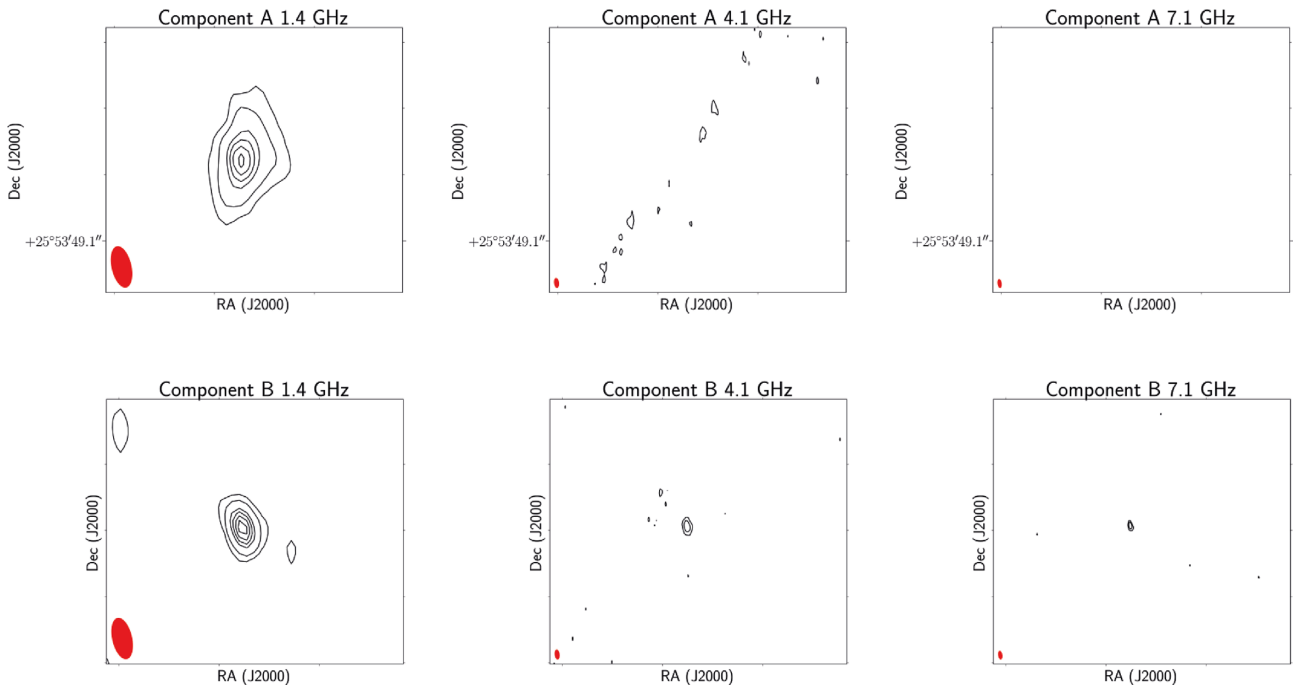 Component A 1.4 GHz
Component A 4.1 GHz
Component A 7.1 GHz
Dec (J2000)
Dec (J2000)
Dec (J2000)
+25°53′49.1″
+25°53′49.1″
+25°53′49.1″
RA (J2000)
RA (J2000)
RA (J2000)
Component B 1.4 GHz
Component B 4.1 GHz
Component B 7.1 GHz
Dec (J2000)
Dec (J2000)
Dec (J2000)
RA (J2000)
RA (J2000)
RA (J2000)